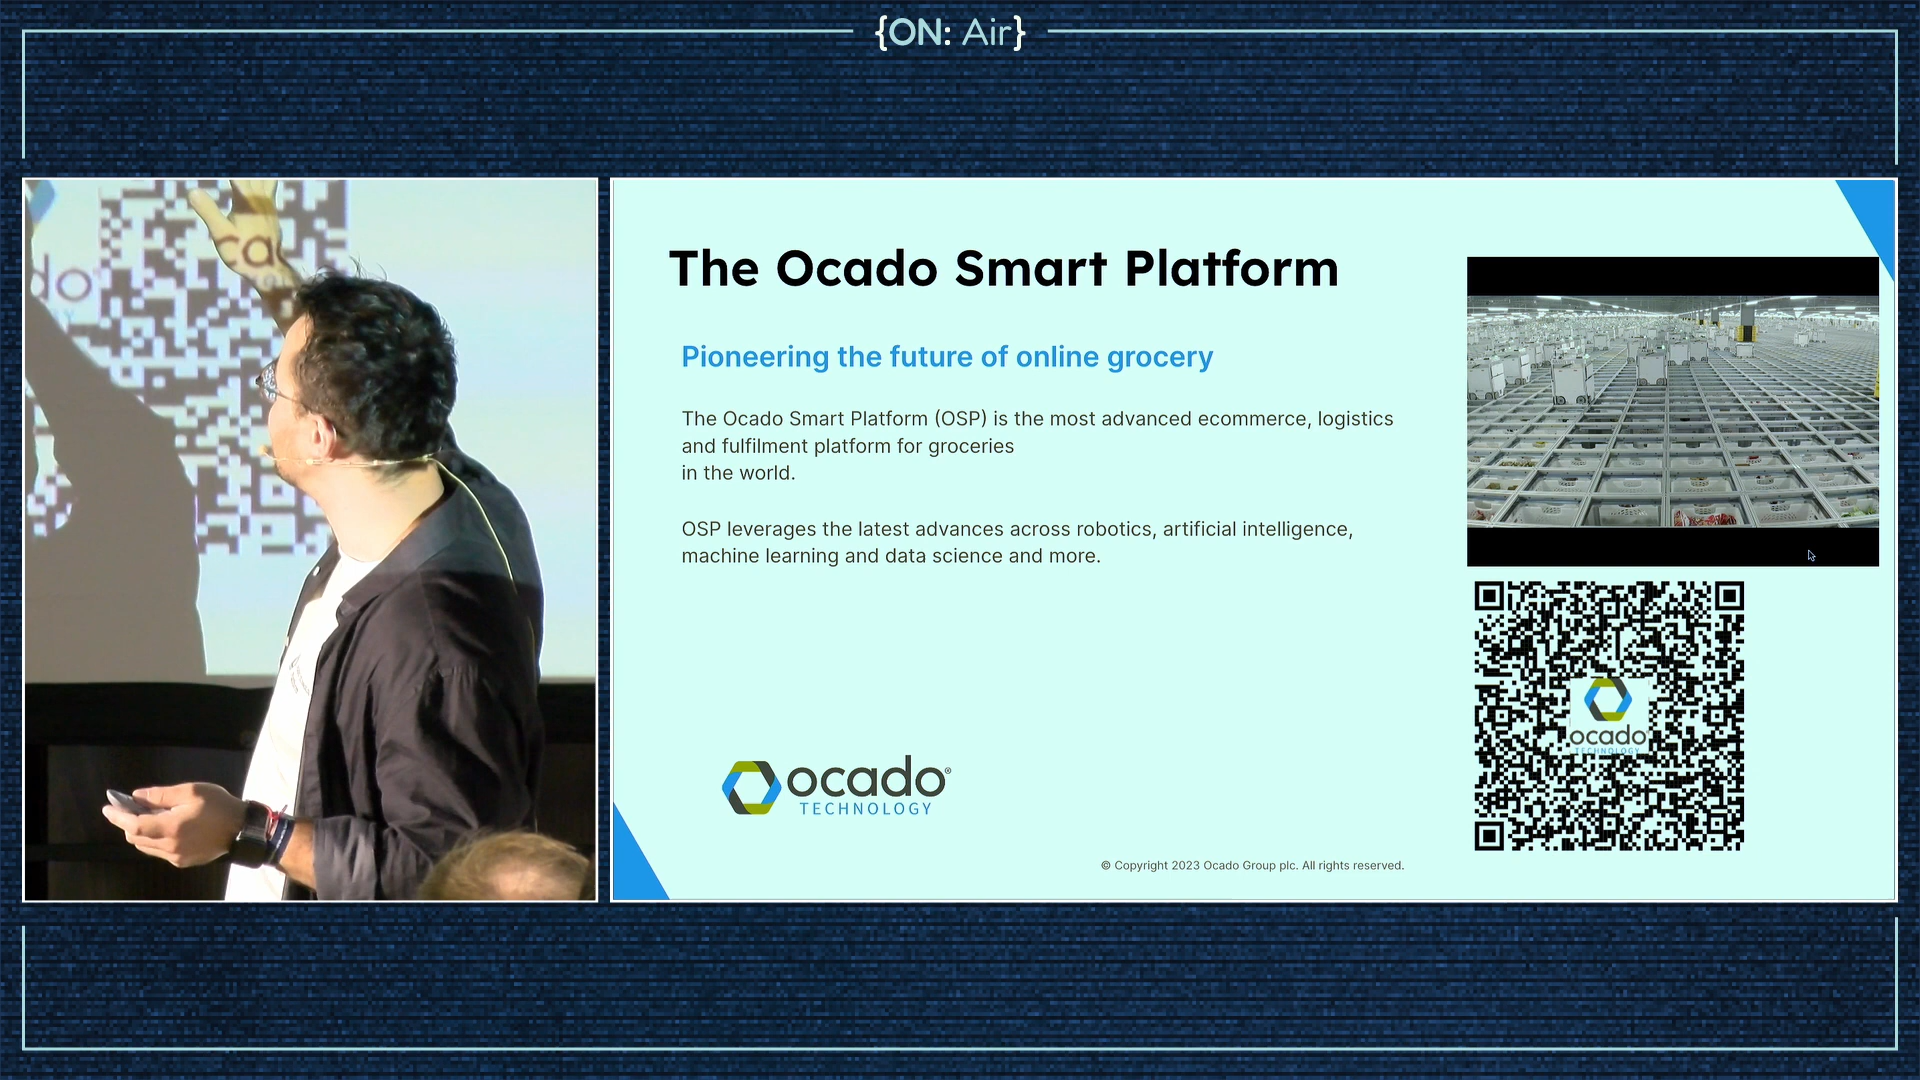 {ON: Air}
The Ocado Smart Platform
Pioneering the future of online grocery
The Ocado Smart Platform (OSP) is the most advanced ecommerce, logistics
and fulfilment platform for groceries
in the world.
OSP leverages the latest advances across robotics, artificial intelligence,
machine learning and data science and more.
ocado®
TECHNOLOGY
© Copyright 2023 Ocado Group plc. All rights reserved.
ocado
TECHNOLOGY
do
cad